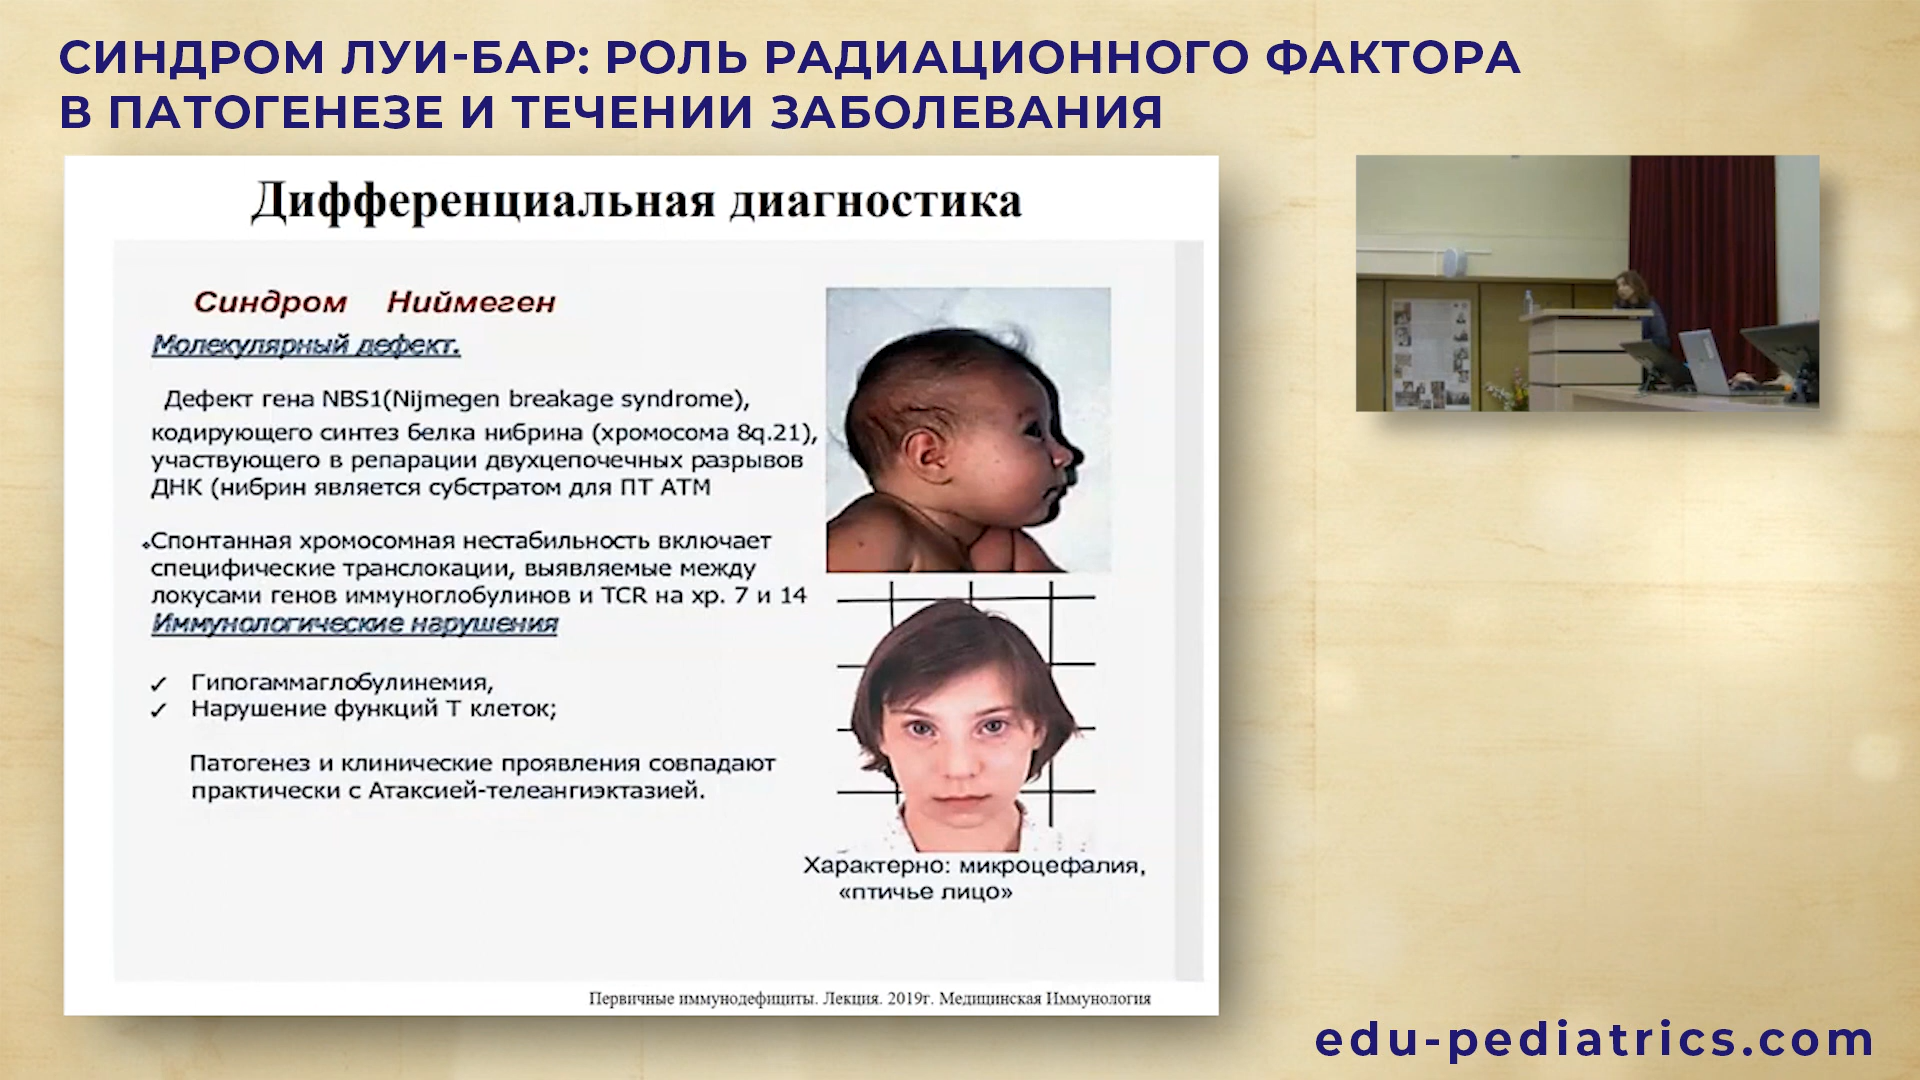 СИНДРОМ ЛУИ-БАР: РОЛЬ РАДИАЦИОННОГО ФАКТОРА
В ПАТОГЕНЕЗЕ И ТЕЧЕНИИ ЗАБОЛЕВАНИЯ
Дифференциальная диагностика
Синдром Ниймеген
Молекулярный дефект.
Дефект гена NBS1(Nijmegen breakage syndrome),
кодирующего синтез белка нибрина (хромосома 8q.21),
участвующего в репарации двухцепочечных разрывов
ДНК (нибрин является субстратом для ПТ АТМ
Спонтанная хромосомная нестабильность включает
специфические транслокации, выявляемые между
локусами генов иммуноглобулинов и TCR на хр. 7 и 14
Иммунологические нарушения
✓ Гипогаммаглобулинемия,
✓ Нарушение функций Т клеток;
Патогенез и клинические проявления совпадают
практически с Атаксией-телеангиэктазией.
Характерно: микроцефалия,
«птичье лицо»
Первичные иммунодефициты. Лекция. 2019г. Медицинская Иммунология
edu-pediatrics.com